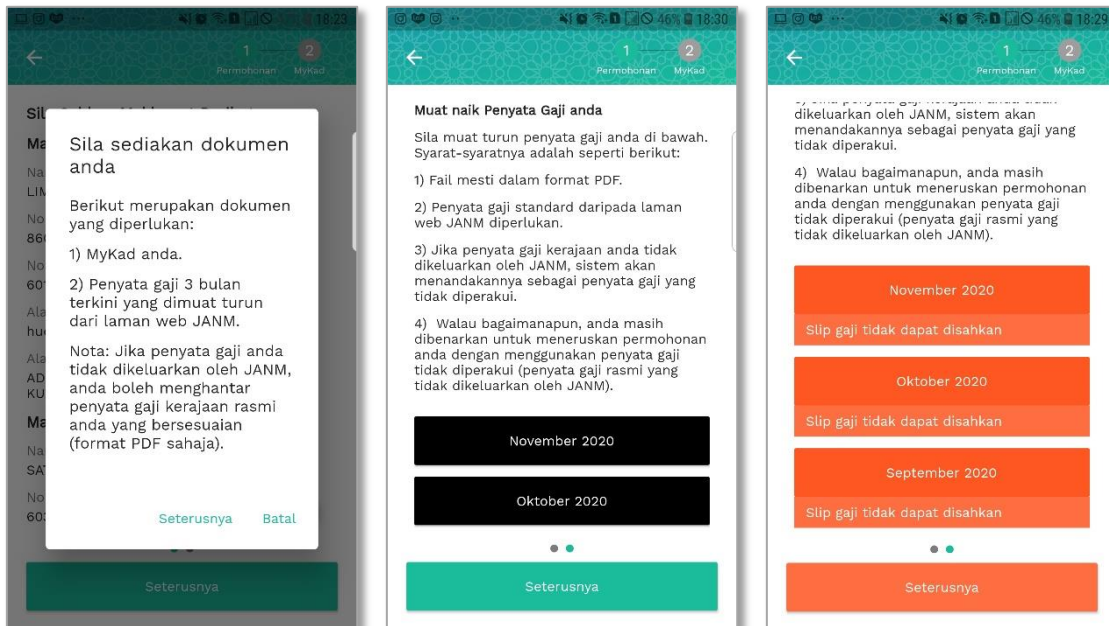 18:23
1
2
Permohonan
MyKad
Sila sediakan dokumen
anda
Berikut merupakan dokumen
yang diperlukan:
1) MyKad anda.
2) Penyata gaji 3 bulan
terkini yang dimuat turun
dari laman web JANM.
Nota: Jika penyata gaji anda
tidak dikeluarkan oleh JANM,
anda boleh menghantar
penyata gaji kerajaan rasmi
anda yang bersesuaian
(format PDF sahaja).
Seterusnya Batal
Seterusnya
46% 18:30
1
2
Permohonan
MyKad
Muat naik Penyata Gaji anda
Sila muat turun penyata gaji anda di bawah.
Syarat-syaratnya adalah seperti berikut:
1) Fail mesti dalam format PDF.
2) Penyata gaji standard daripada laman
web JANM diperlukan.
3) Jika penyata gaji kerajaan anda tidak
dikeluarkan oleh JANM, sistem akan
menandakannya sebagai penyata gaji yang
tidak diperakui.
4) Walau bagaimanapun, anda masih
dibenarkan untuk meneruskan permohonan
anda dengan menggunakan penyata gaji
tidak diperakui (penyata gaji rasmi yang
tidak dikeluarkan oleh JANM).
November 2020
Oktober 2020
Seterusnya
46% 18:29
1
2
Permohonan
MyKad
dikeluarkan oleh JANM, sistem akan
menandakannya sebagai penyata gaji yang
tidak diperakui.
4) Walau bagaimanapun, anda masih
dibenarkan untuk meneruskan permohonan
anda dengan menggunakan penyata gaji
tidak diperakui (penyata gaji rasmi yang
tidak dikeluarkan oleh JANM).
November 2020
Slip gaji tidak dapat disahkan
Oktober 2020
Slip gaji tidak dapat disahkan
September 2020
Slip gaji tidak dapat disahkan
Seterusnya